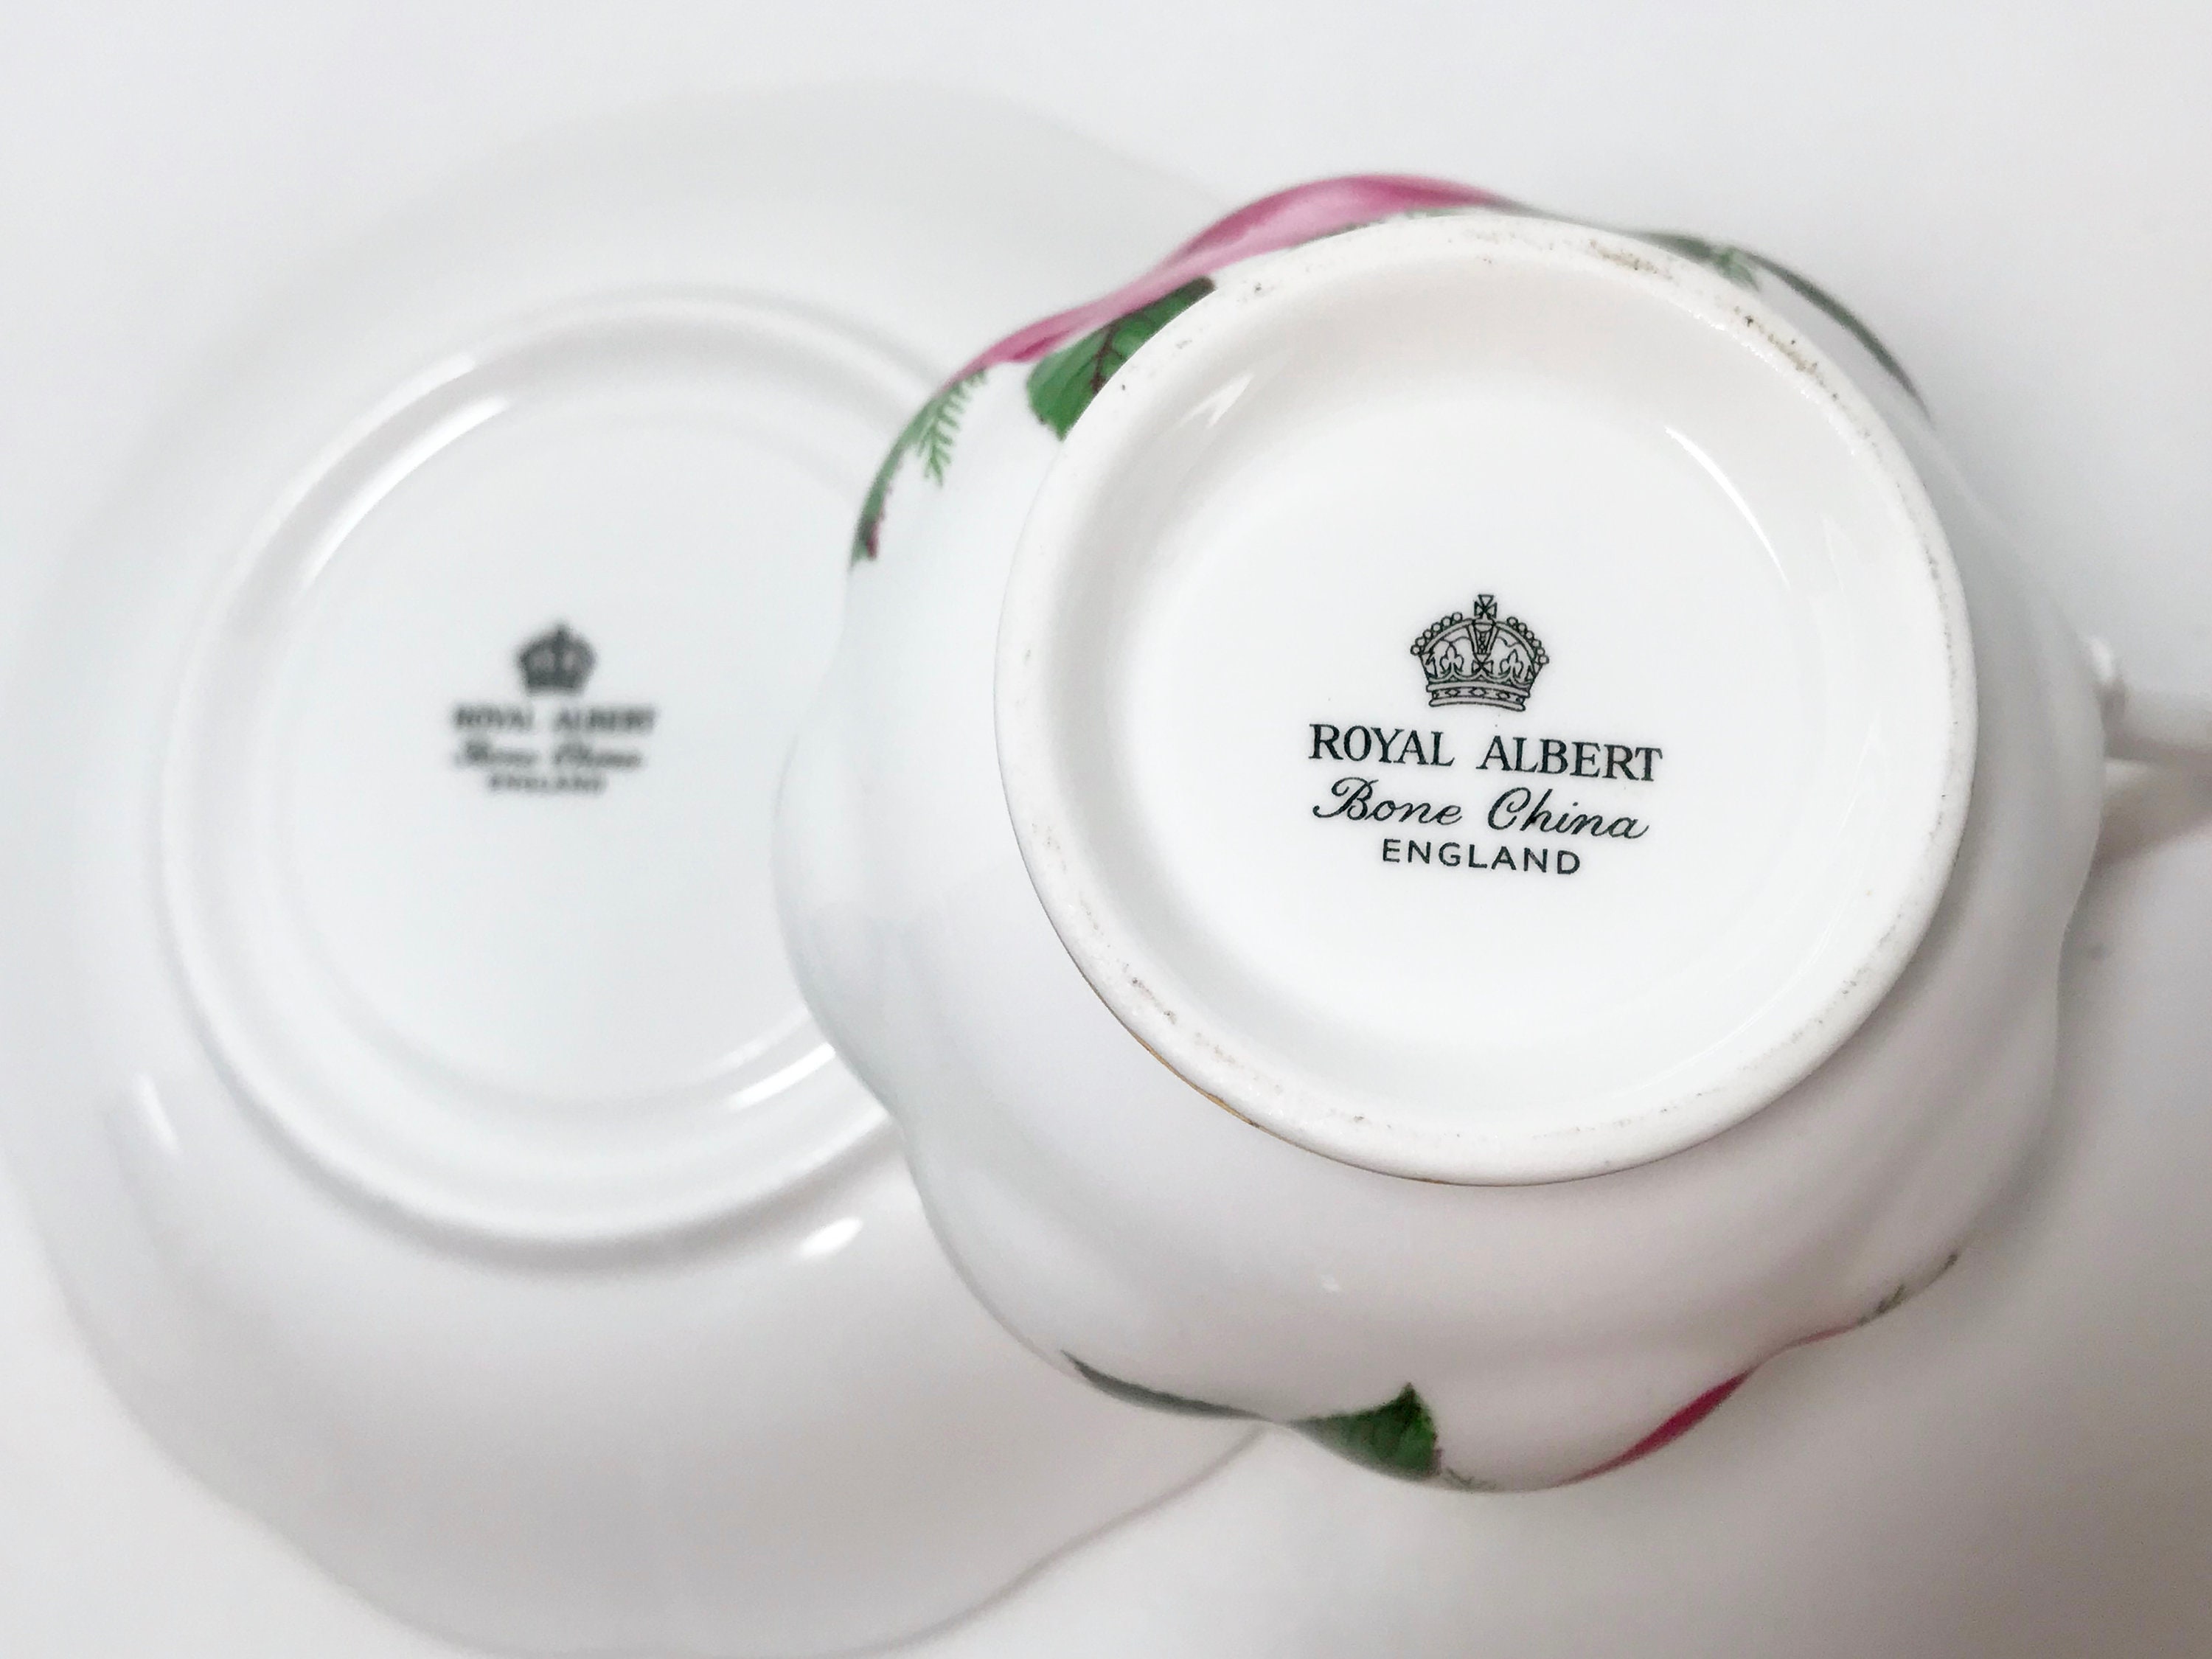 ROYAL ALBERT
Bone China
ENGLAND
ROYAL ALBERT
Bone China
ENGLAND